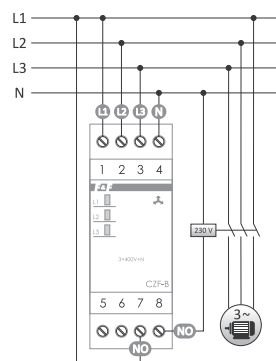 L1
L2
L3
N
L1 L2 L3 N
1 2 3 4
F&F
L1
L2
L3
3×400V+N
CZF-B
5 6 7 8
NO
NO
230 V
3~